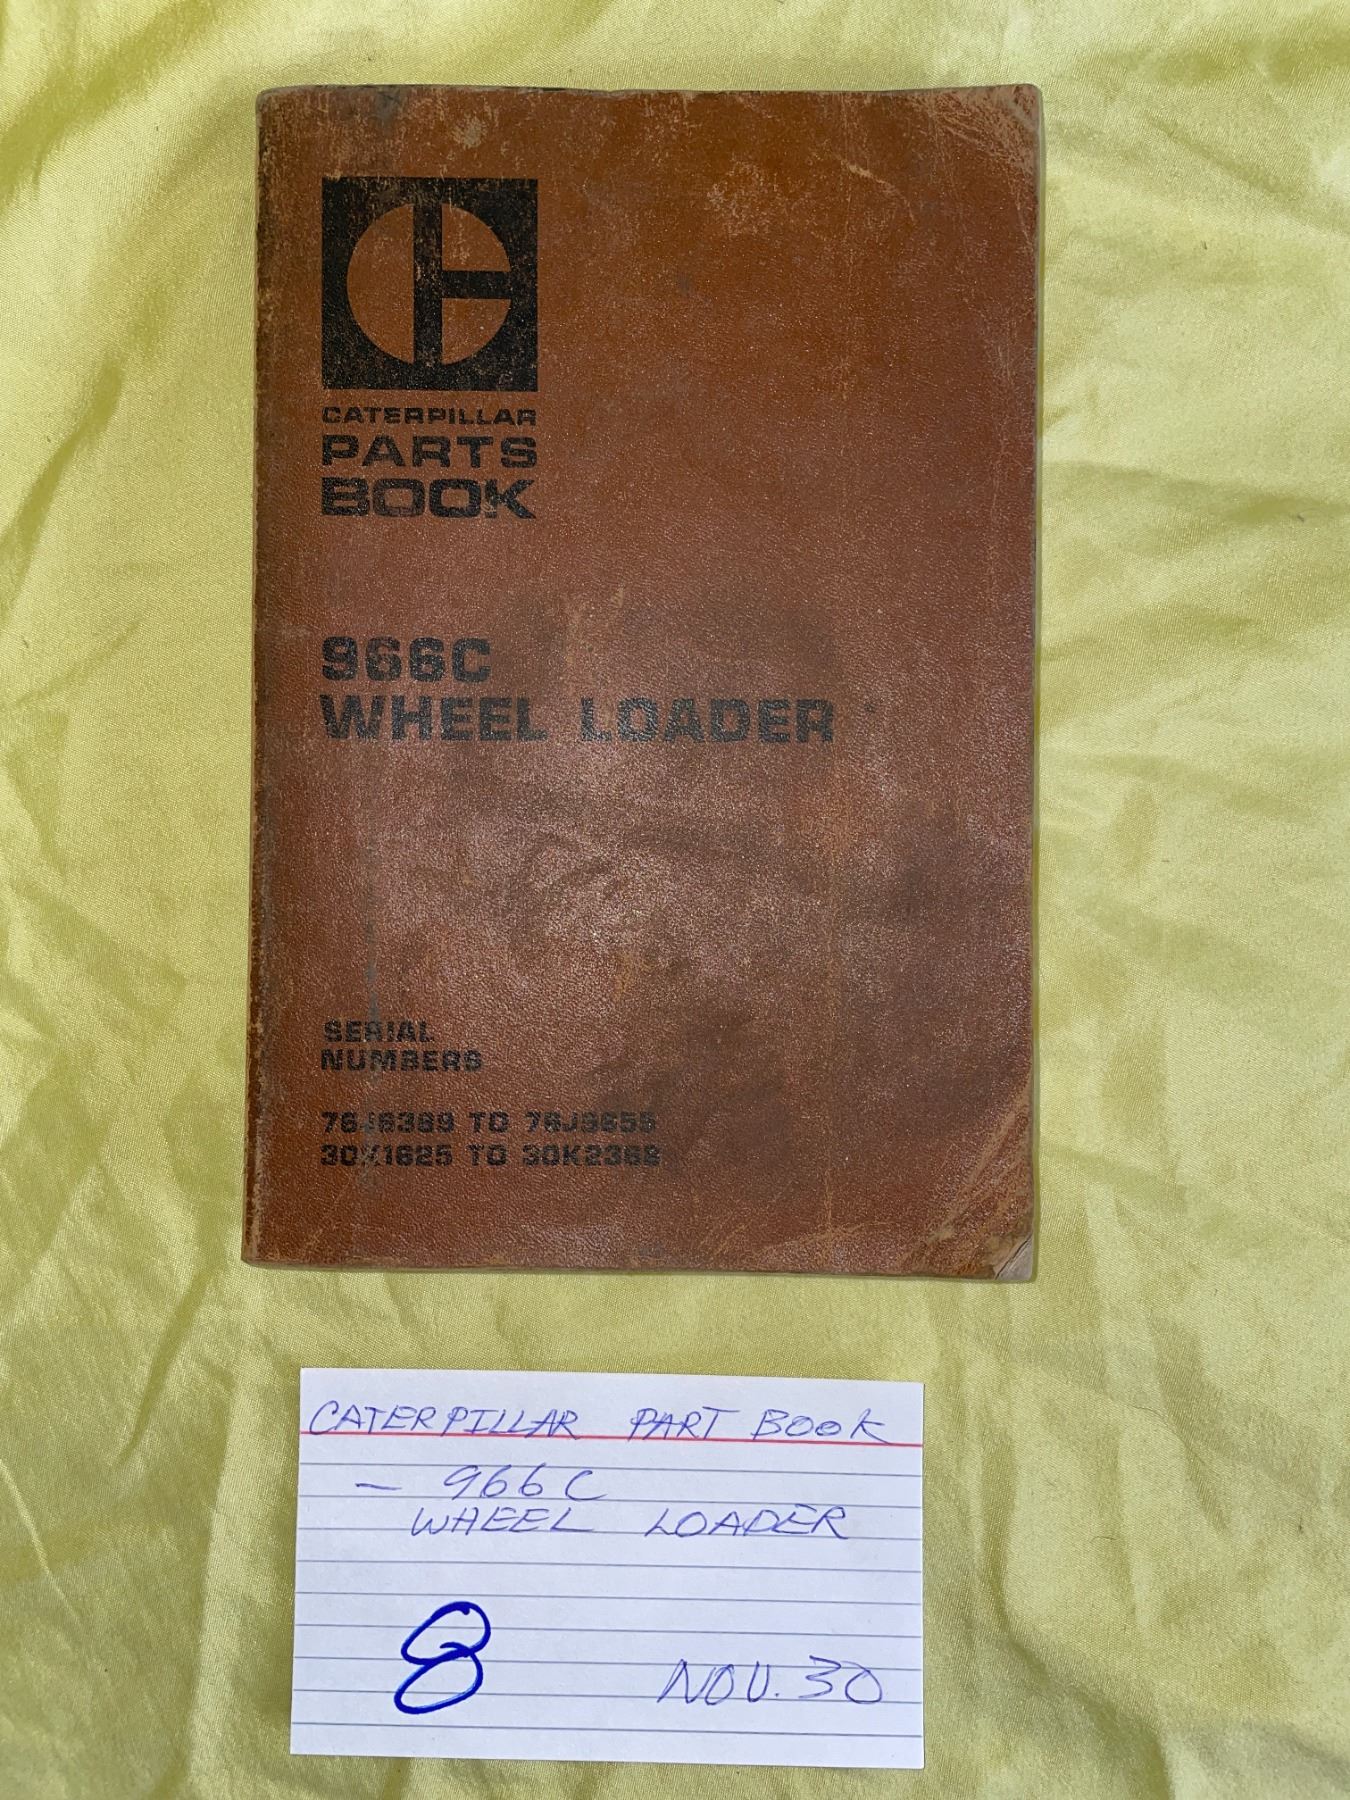 CATERPILLAR
PARTS
BOOK
966C
WHEEL LOADER
SERIAL
NUMBERS
76J6389 TO 76J9655
30K1625 TO 30K2368
CATERPILLAR PART BOOK
– 966C
WHEEL LOADER
8
NOV. 30